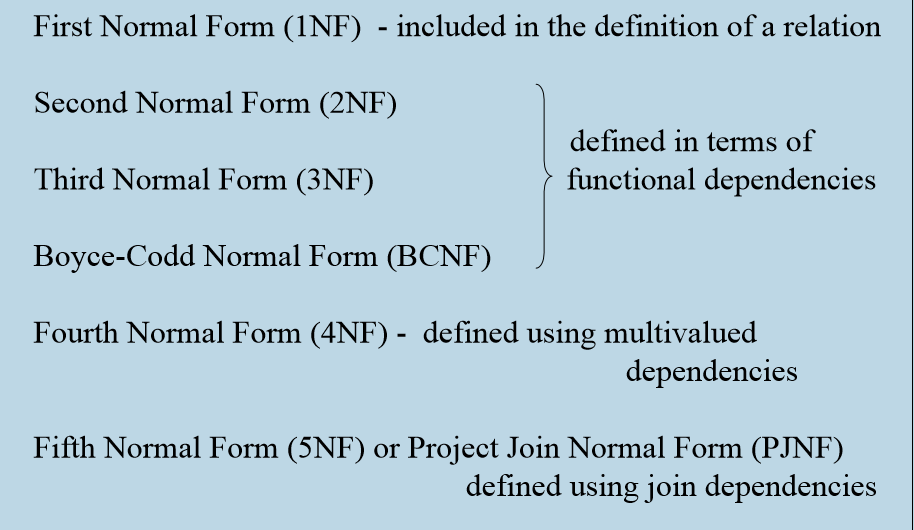 First Normal Form (1NF) - included in the definition of a relation
Second Normal Form (2NF)
defined in terms of
Third Normal Form (3NF)
functional dependencies
Boyce-Codd Normal Form (BCNF)
Fourth Normal Form (4NF) - defined using multivalued
dependencies
Fifth Normal Form (5NF) or Project Join Normal Form (PJNF)
defined using join dependencies